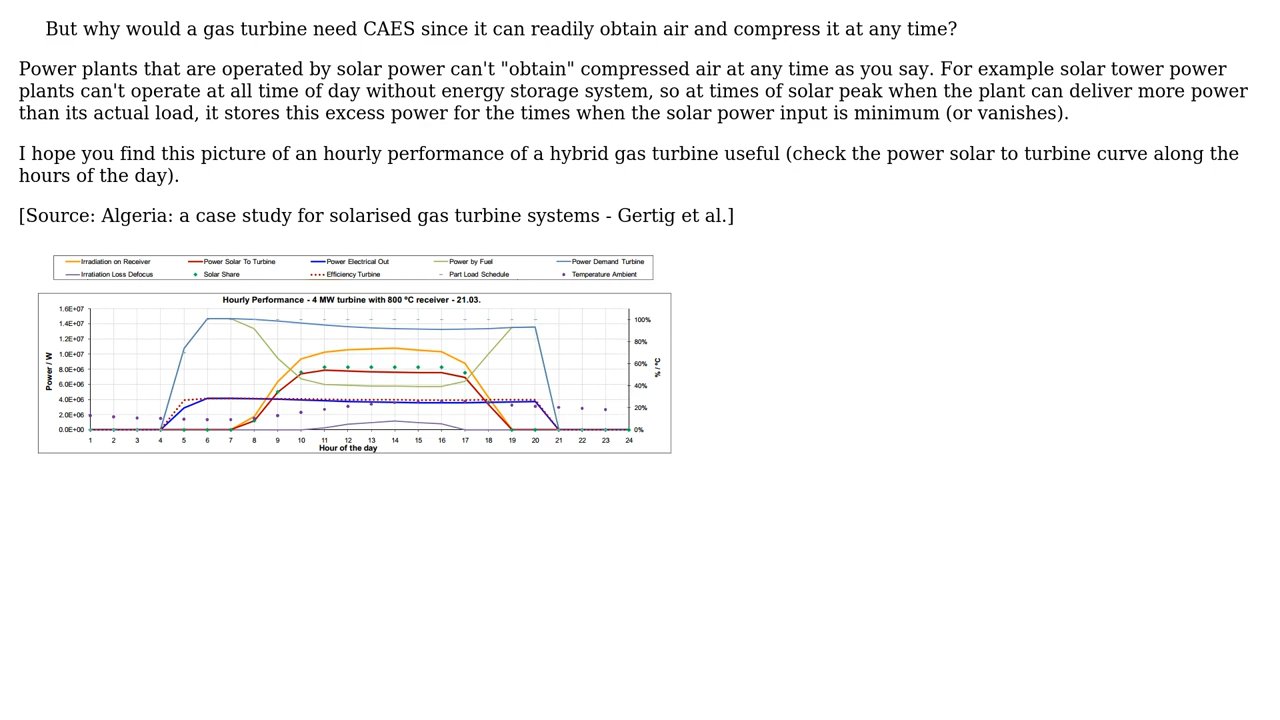 But why would a gas turbine need CAES since it can readily obtain air and compress it at any time?
Power plants that are operated by solar power can't "obtain" compressed air at any time as you say. For example solar tower power
plants can't operate at all time of day without energy storage system, so at times of solar peak when the plant can deliver more power
than its actual load, it stores this excess power for the times when the solar power input is minimum (or vanishes).
I hope you find this picture of an hourly performance of a hybrid gas turbine useful (check the power solar to turbine curve along the
hours of the day).
[Source: Algeria: a case study for solarised gas turbine systems - Gertig et al.]
Irradiation on Receiver Power Solar To Turbine Power Electrical Out Power by Fuel Power Demand Turbine
Irratiation Loss Defocus Solar Share Efficiency Turbine Part Load Schedule Temperature Ambient
Hourly Performance - 4 MW turbine with 800 ºC receiver - 21.03.
1.6E+07
1.4E+07 100%
1.2E+07 80%
1.0E+07
8.0E+06 60%
6.0E+06 40%
4.0E+06
2.0E+06 20%
0.0E+00 0%
Power / W
% / ºC
1 2 3 4 5 6 7 8 9 10 11 12 13 14 15 16 17 18 19 20 21 22 23 24
Hour of the day